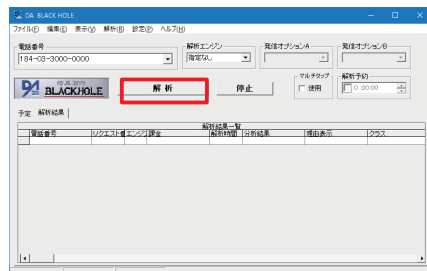 DA BLACK HOLE
ファイル(F) 編集(E) 表示(V) 解析(R) 設定(P) ヘルプ(H)
電話番号 解析エンジン 発信オプションA 発信オプションB
184-03-3000-0000 指定なし
DA BLACKHOLE 解 析 停 止 マルチタップ 使用 解析予約 0:00:00
予定 解析結果
解析結果一覧
電話番号 リクエスト番 エンジン 課金 解析時間 分析結果 理由表示 クラス